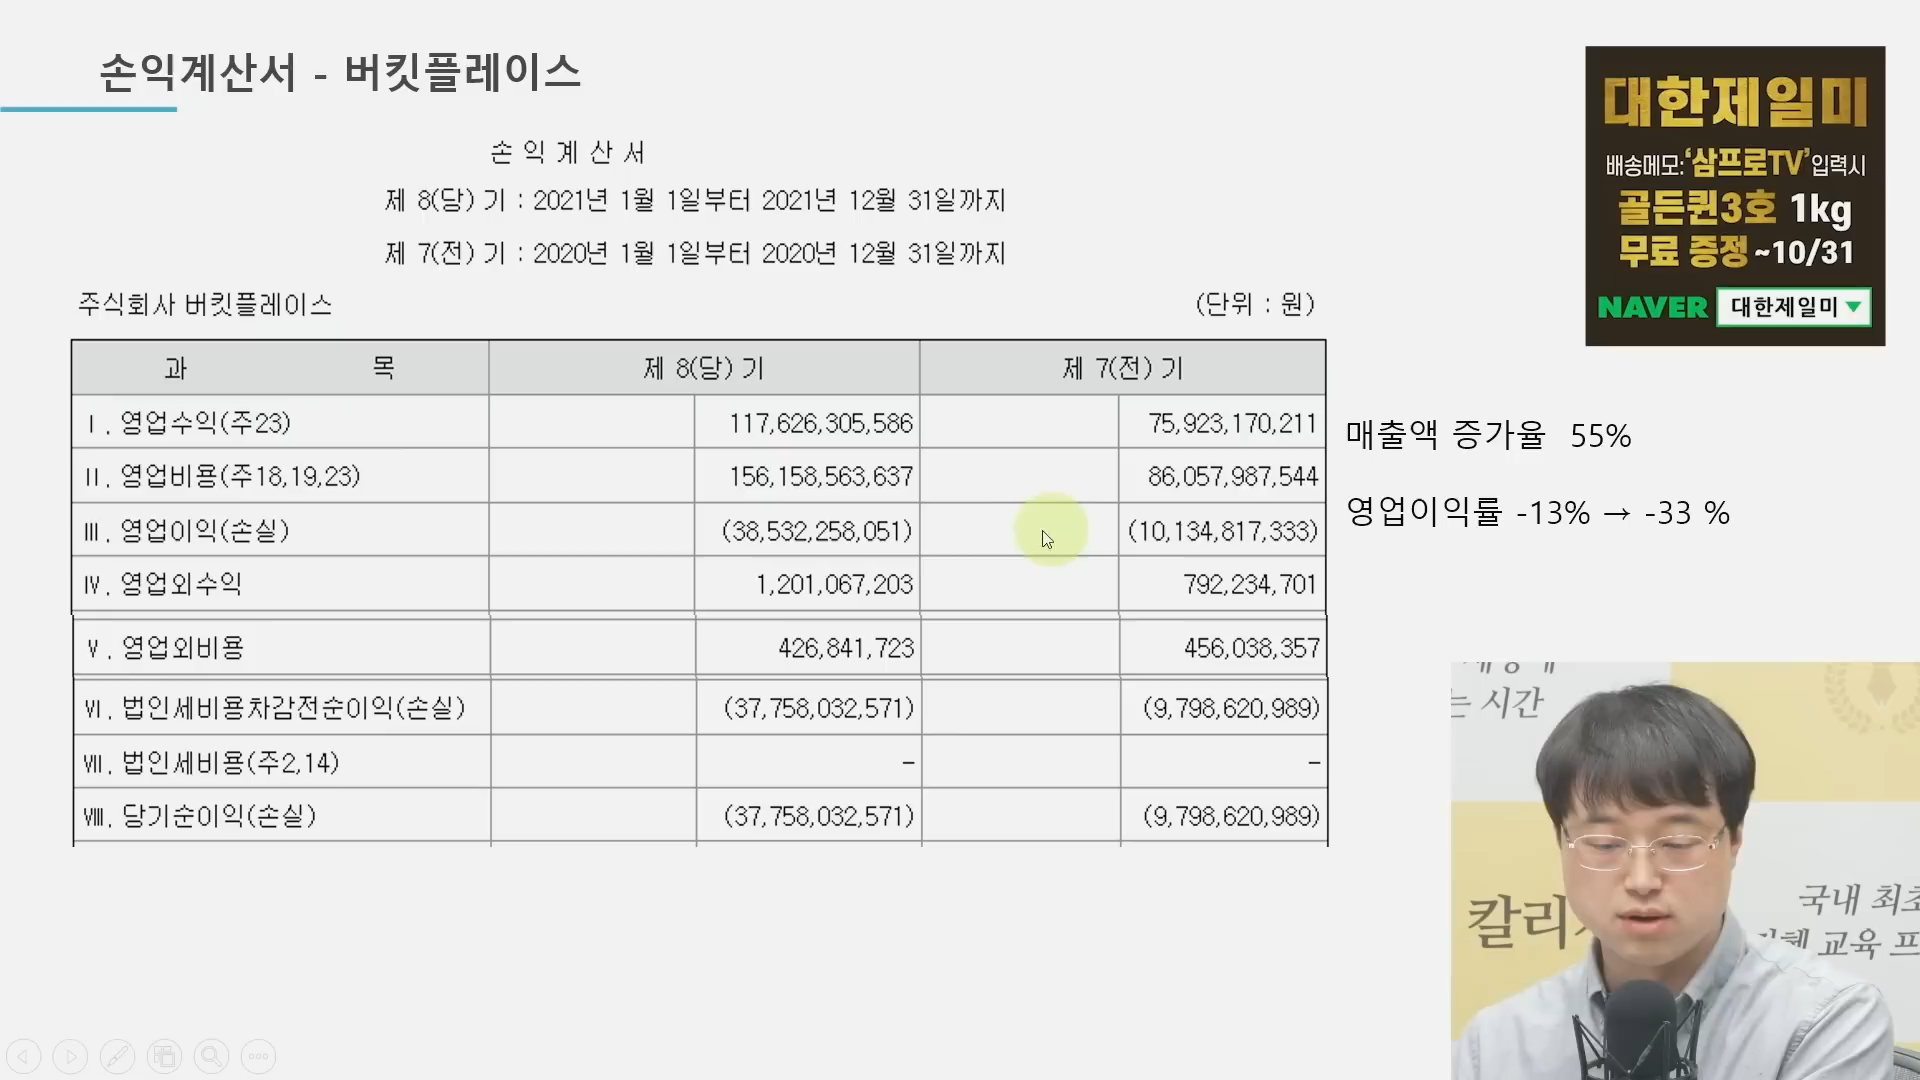 손익계산서 - 버킷플레이스
손 익 계 산 서
제 8(당) 기 : 2021년 1월 1일부터 2021년 12월 31일까지
제 7(전) 기 : 2020년 1월 1일부터 2020년 12월 31일까지
주식회사 버킷플레이스 (단위 : 원)
과 목 제 8(당) 기 제 7(전) 기
Ⅰ. 영업수익(주23) 117,626,305,586 75,923,170,211
Ⅱ. 영업비용(주18,19,23) 156,158,563,637 86,057,987,544
Ⅲ. 영업이익(손실) (38,532,258,051) (10,134,817,333)
Ⅳ. 영업외수익 1,201,067,203 792,234,701
Ⅴ. 영업외비용 426,841,723 456,038,357
Ⅵ. 법인세비용차감전순이익(손실) (37,758,032,571) (9,798,620,989)
Ⅶ. 법인세비용(주2,14) - -
Ⅷ. 당기순이익(손실) (37,758,032,571) (9,798,620,989)
매출액 증가율 55%
영업이익률 -13% → -33 %
대한제일미
배송메모:‘삼프로TV’입력시
골든퀸3호 1kg
무료 증정 ~10/31
NAVER 대한제일미
시간
칼리
국내 최초
교육